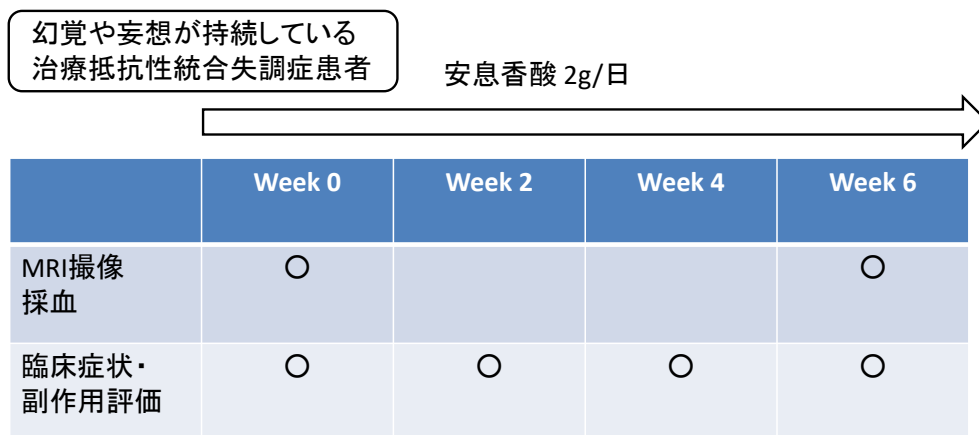 幻覚や妄想が持続している
治療抵抗性統合失調症患者
安息香酸 2g/日
Week 0 Week 2 Week 4 Week 6
MRI撮像 ○ ○
採血
臨床症状・ ○ ○ ○ ○
副作用評価